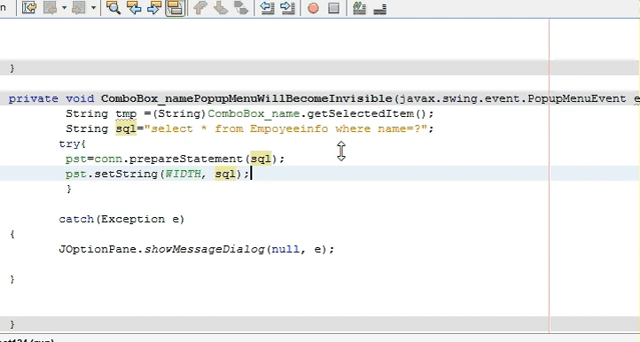 }
private void ComboBox_namePopupMenuWillBecomeInvisible(javax.swing.event.PopupMenuEvent e
String tmp =(String)ComboBox_name.getSelectedItem();
String sql="select * from Empoyeeinfo where name=?";
try{
pst=conn.prepareStatement(sql);
pst.setString(WIDTH, sql);
}
catch(Exception e)
{
JOptionPane.showMessageDialog(null, e);
}
}